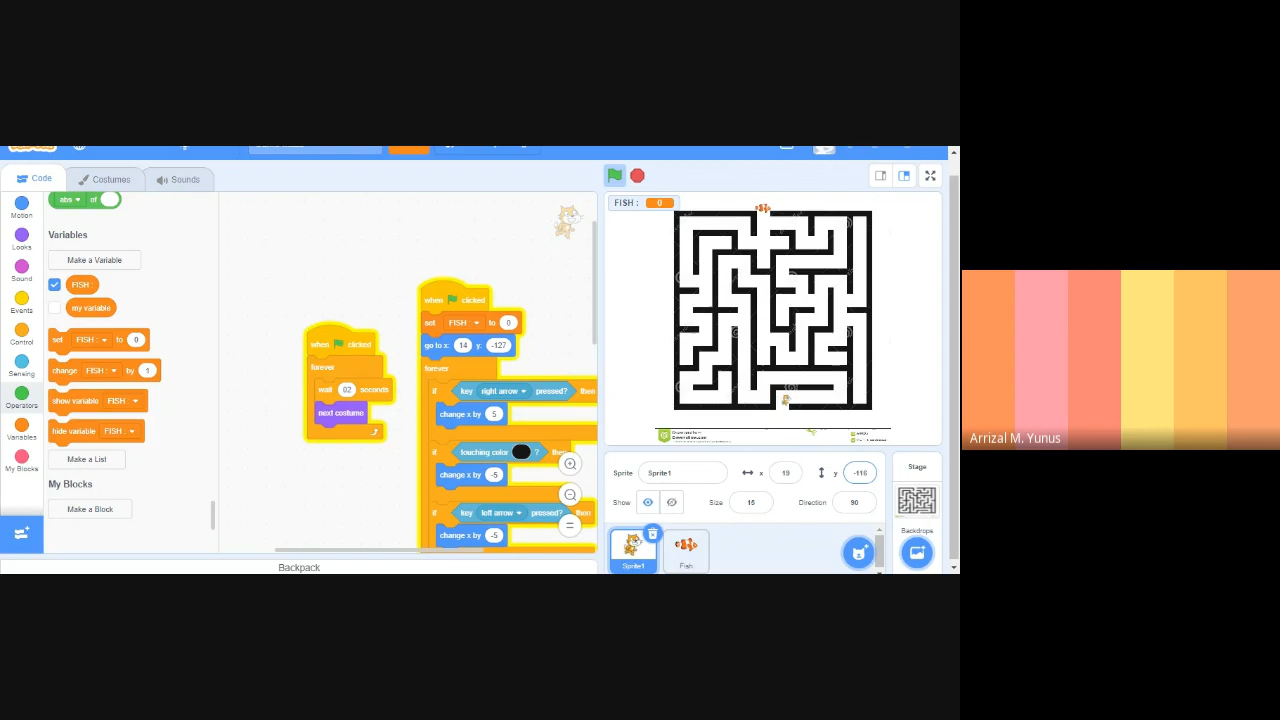 Code
Costumes
Sounds
Motion
Looks
Sound
Events
Control
Sensing
Operators
Variables
My Blocks
abs of
Variables
Make a Variable
FISH :
my variable
set FISH : to 0
change FISH : by 1
show variable FISH :
hide variable FISH :
Make a List
My Blocks
Make a Block
when clicked
forever
wait 02 seconds
next costume
when clicked
set FISH : to 0
go to x: 14 y: -127
forever
if key right arrow pressed? then
change x by 5
if touching color ? then
change x by -5
if key left arrow pressed? then
change x by -5
Backpack
FISH : 0
Sprite Sprite1 x 19 y -116
Show Size 15 Direction 90
Sprite1
Fish
Stage
Backdrops
Arrizal M. Yunus